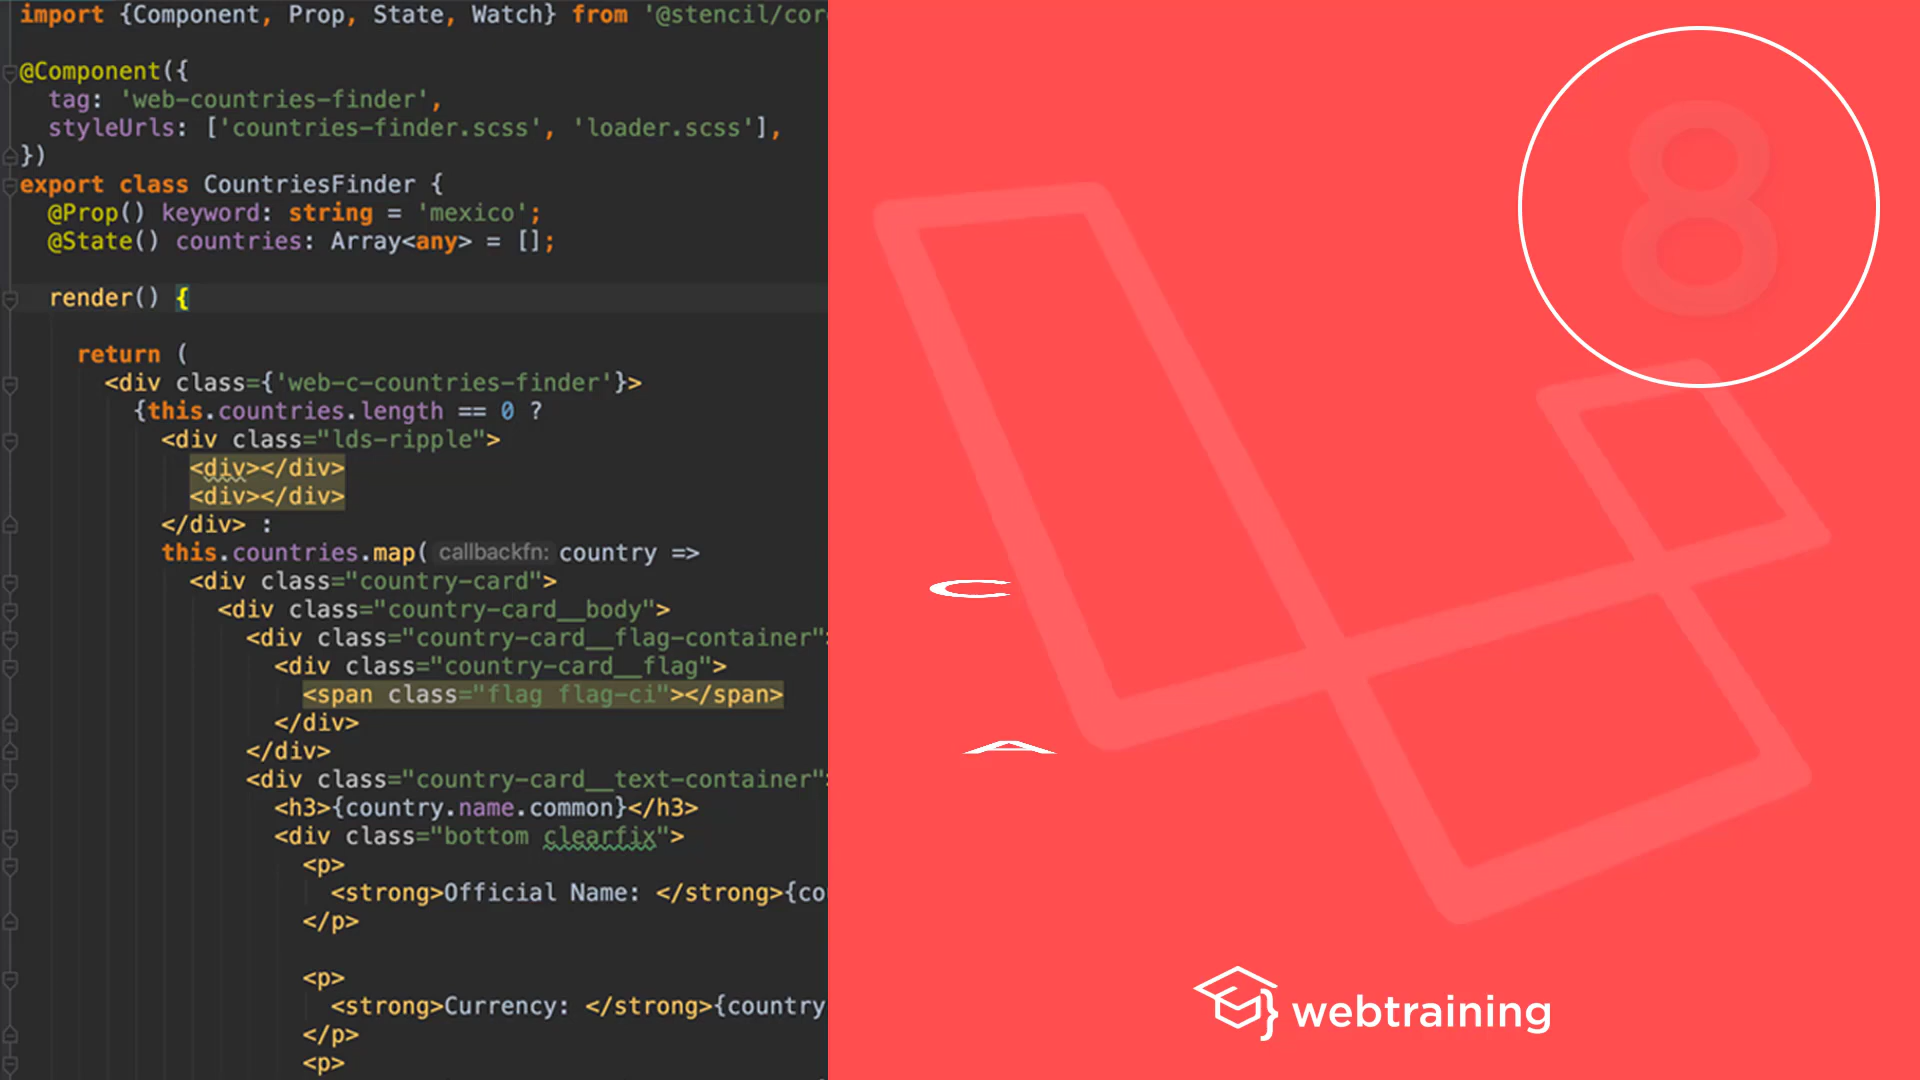 import {Component, Prop, State, Watch} from '@stencil/cor
@Component({
  tag: 'web-countries-finder',
  styleUrls: ['countries-finder.scss', 'loader.scss'],
})
export class CountriesFinder {
  @Prop() keyword: string = 'mexico';
  @State() countries: Array<any> = [];
  render() {
    return (
      <div class={'web-c-countries-finder'}>
        {this.countries.length == 0 ?
          <div class="lds-ripple">
            <div></div>
            <div></div>
          </div> :
          this.countries.map( callbackfn: country =>
            <div class="country-card">
              <div class="country-card__body">
                <div class="country-card__flag-container"
                  <div class="country-card__flag">
                    <span class="flag flag-ci"></span>
                  </div>
                </div>
                <div class="country-card__text-container"
                  <h3>{country.name.common}</h3>
                  <div class="bottom clearfix">
                    <p>
                      <strong>Official Name: </strong>{co
                    </p>
                    <p>
                      <strong>Currency: </strong>{country
                    </p>
                    <p>
8
C
A
webtraining